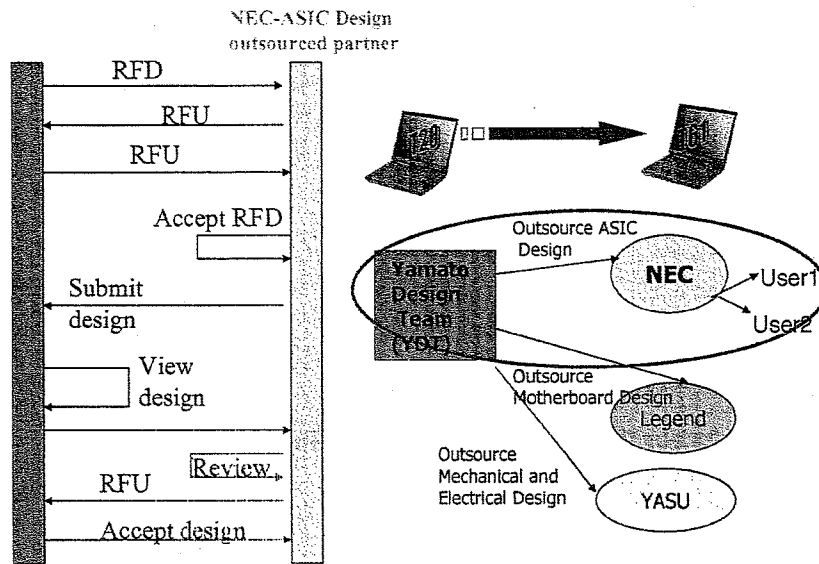 NEC-ASIC Design
outsourced partner
RFD
RFU
RFU
Accept RFD
Submit
design
View
design
Review
RFU
Accept design
Outsource ASIC
Design
Yamato
Design
Team
(YDT)
NEC
User1
User2
Outsource
Motherboard Design
Legend
Outsource
Mechanical and
Electrical Design
YASU